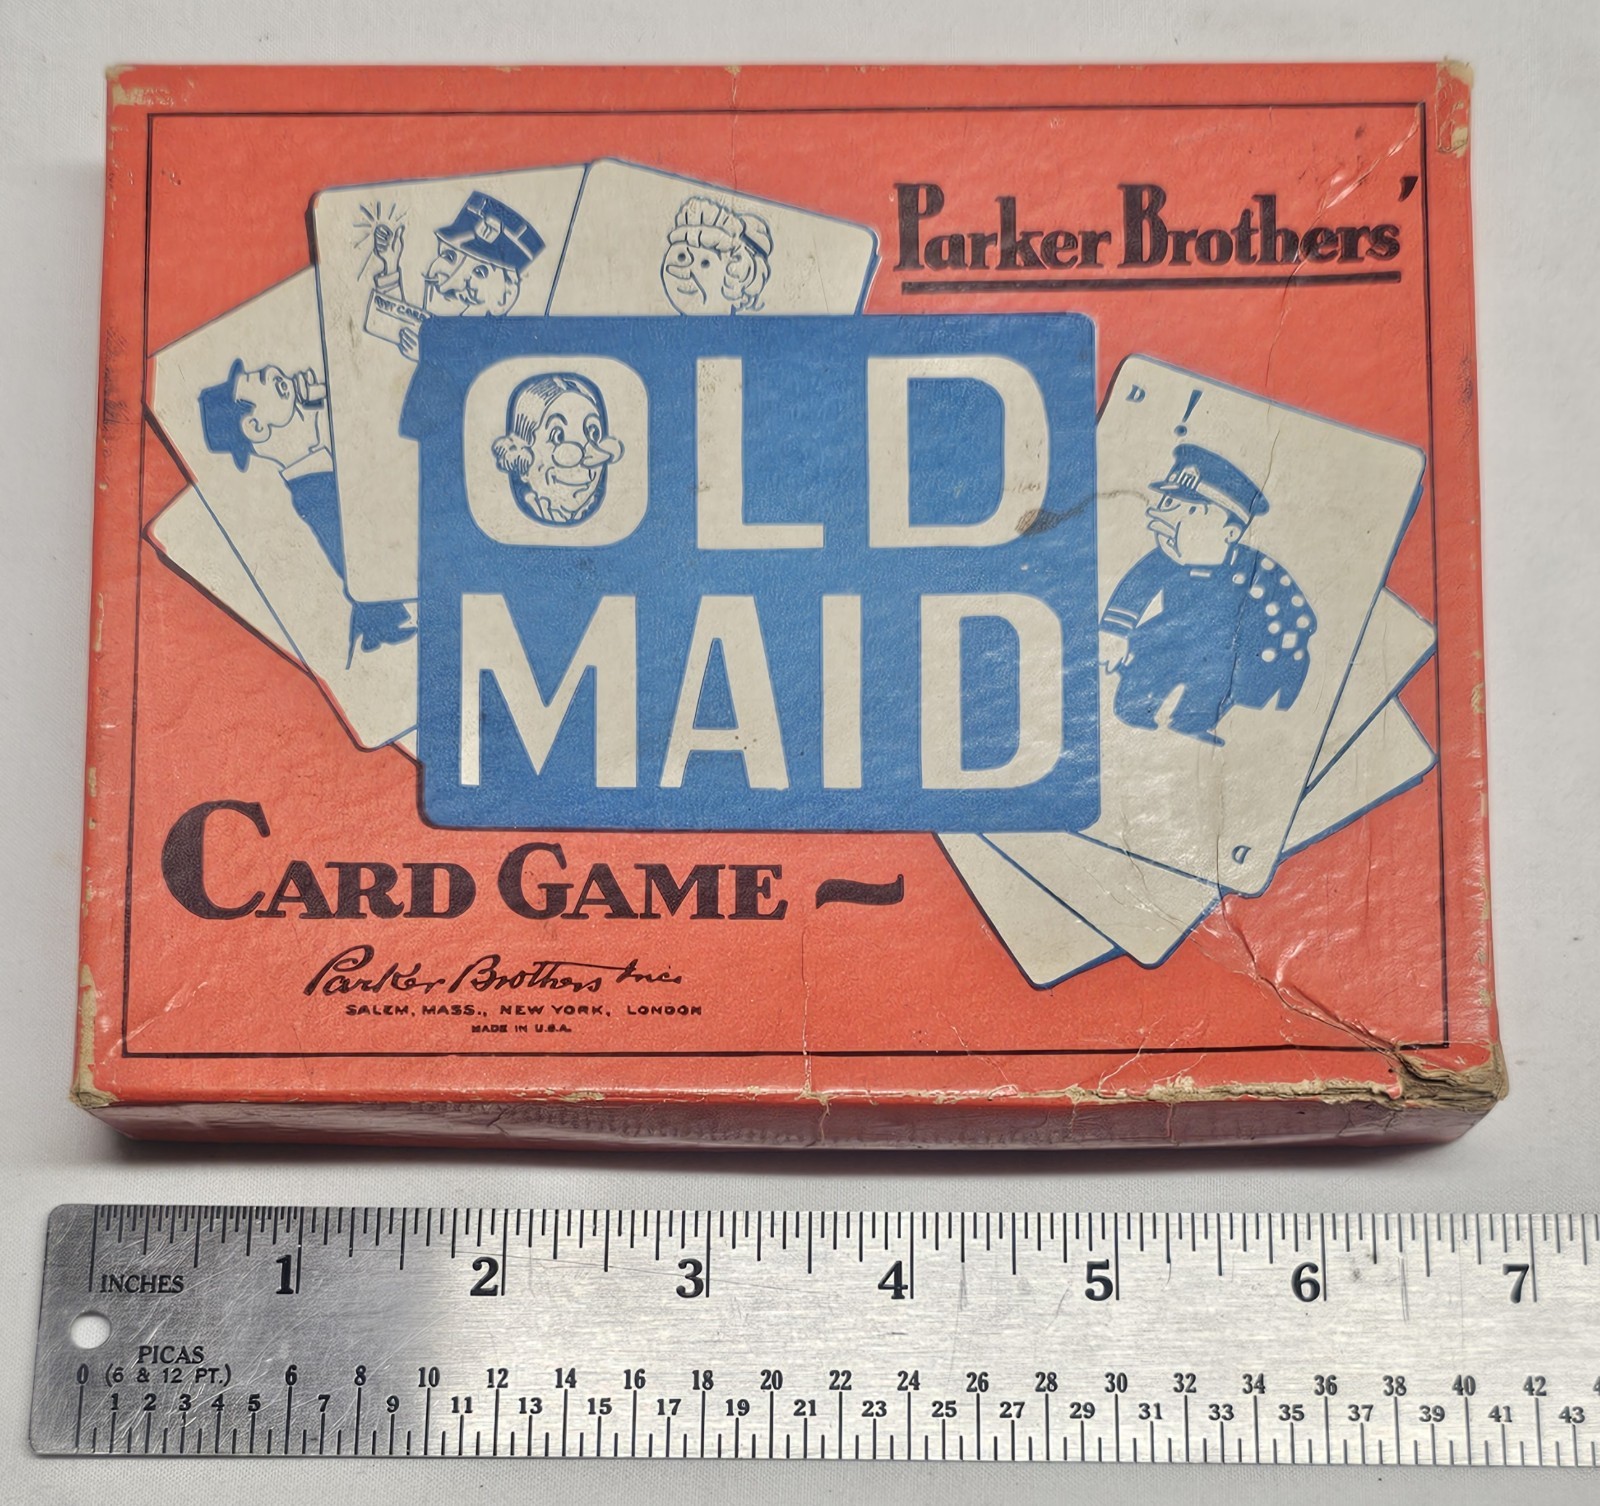 Parker Brothers'
OLD
MAID
D !
D
CARD GAME ~
Parker Brothers Inc.
SALEM, MASS., NEW YORK, LONDON
MADE IN U.S.A.
1 2 3 4 5 6 7
INCHES
PICAS
(6 & 12 PT.)
0 6 8 10 12 14 16 18 20 22 24 26 28 30 32 34 36 38 40 42
1 2 3 4 5 7 9 11 13 15 17 19 21 23 25 27 29 31 33 35 37 39 41 43